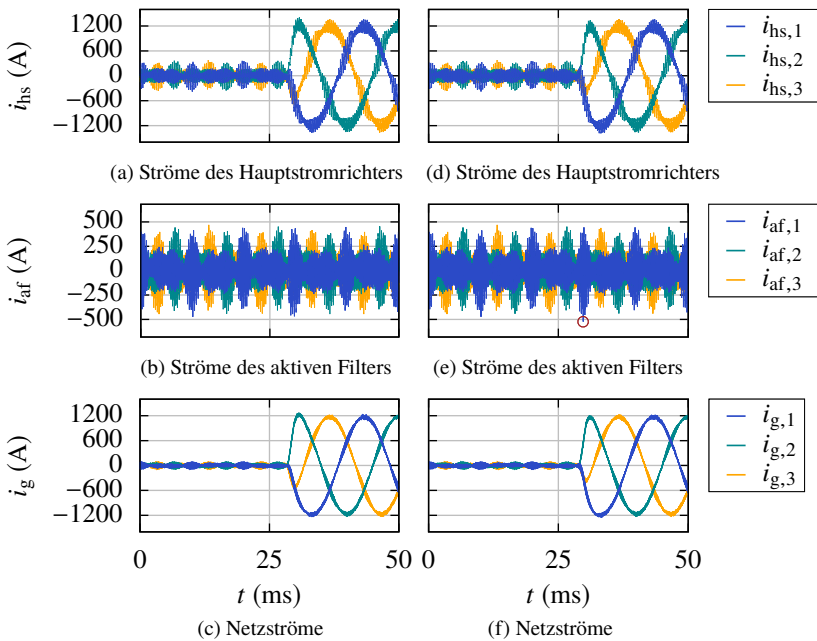 1200
600
0
−600
−1200
i_hs (A)
i_hs,1
i_hs,2
i_hs,3
(a) Ströme des Hauptstromrichters
(d) Ströme des Hauptstromrichters
500
250
0
−250
−500
i_af (A)
i_af,1
i_af,2
i_af,3
(b) Ströme des aktiven Filters
(e) Ströme des aktiven Filters
1200
600
0
−600
−1200
i_g (A)
i_g,1
i_g,2
i_g,3
0 25 50 0 25 50
t (ms) t (ms)
(c) Netzströme
(f) Netzströme